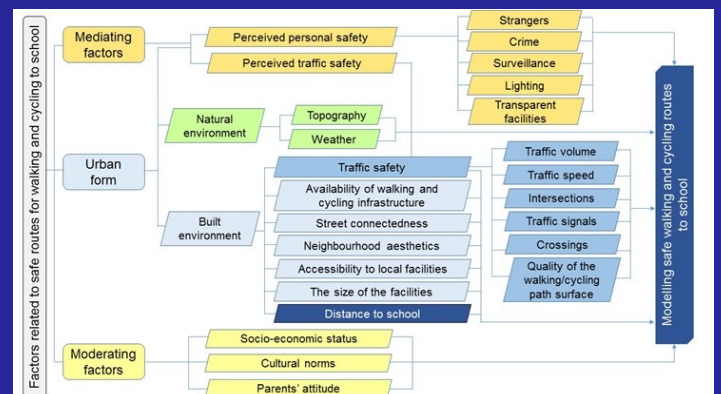 Factors related to safe routes for walking and cycling to school
Mediating
factors
Perceived personal safety
Perceived traffic safety
Strangers
Crime
Surveillance
Lighting
Transparent
facilities
Urban
form
Natural
environment
Topography
Weather
Built
environment
Traffic safety
Availability of walking and
cycling infrastructure
Street connectedness
Neighbourhood aesthetics
Accessibility to local facilities
The size of the facilities
Distance to school
Traffic volume
Traffic speed
Intersections
Traffic signals
Crossings
Quality of the
walking/cycling
path surface
Moderating
factors
Socio-economic status
Cultural norms
Parents' attitude
Modelling safe walking and cycling routes
to school